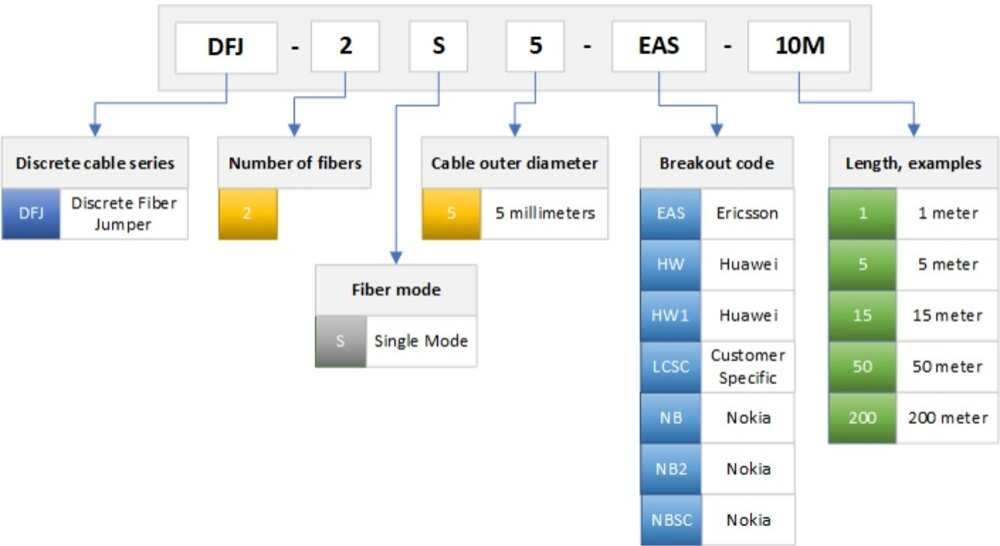 DFJ - 2 S 5 - EAS - 10M
Discrete cable series
DFJ Discrete Fiber
Jumper
Number of fibers
2
Fiber mode
S Single Mode
Cable outer diameter
5 5 millimeters
Breakout code
EAS Ericsson
HW Huawei
HW1 Huawei
LCSC Customer
Specific
NB Nokia
NB2 Nokia
NBSC Nokia
Length, examples
1 1 meter
5 5 meter
15 15 meter
50 50 meter
200 200 meter